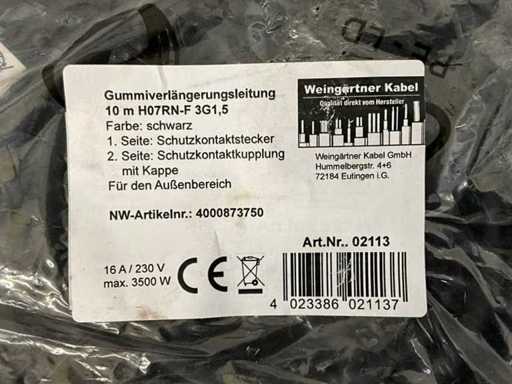 Gummiverlängerungsleitung
10 m H07RN-F 3G1,5
Farbe: schwarz
1. Seite: Schutzkontaktstecker
2. Seite: Schutzkontaktkupplung
mit Kappe
Für den Außenbereich
NW-Artikelnr.: 4000873750
16 A / 230 V
max. 3500 W
CE
Weingärtner Kabel
Qualität direkt vom Hersteller
Weingärtner Kabel GmbH
Hummelbergstr. 4+6
72184 Eutingen i.G.
Art.Nr.. 02113
4 023386 021137